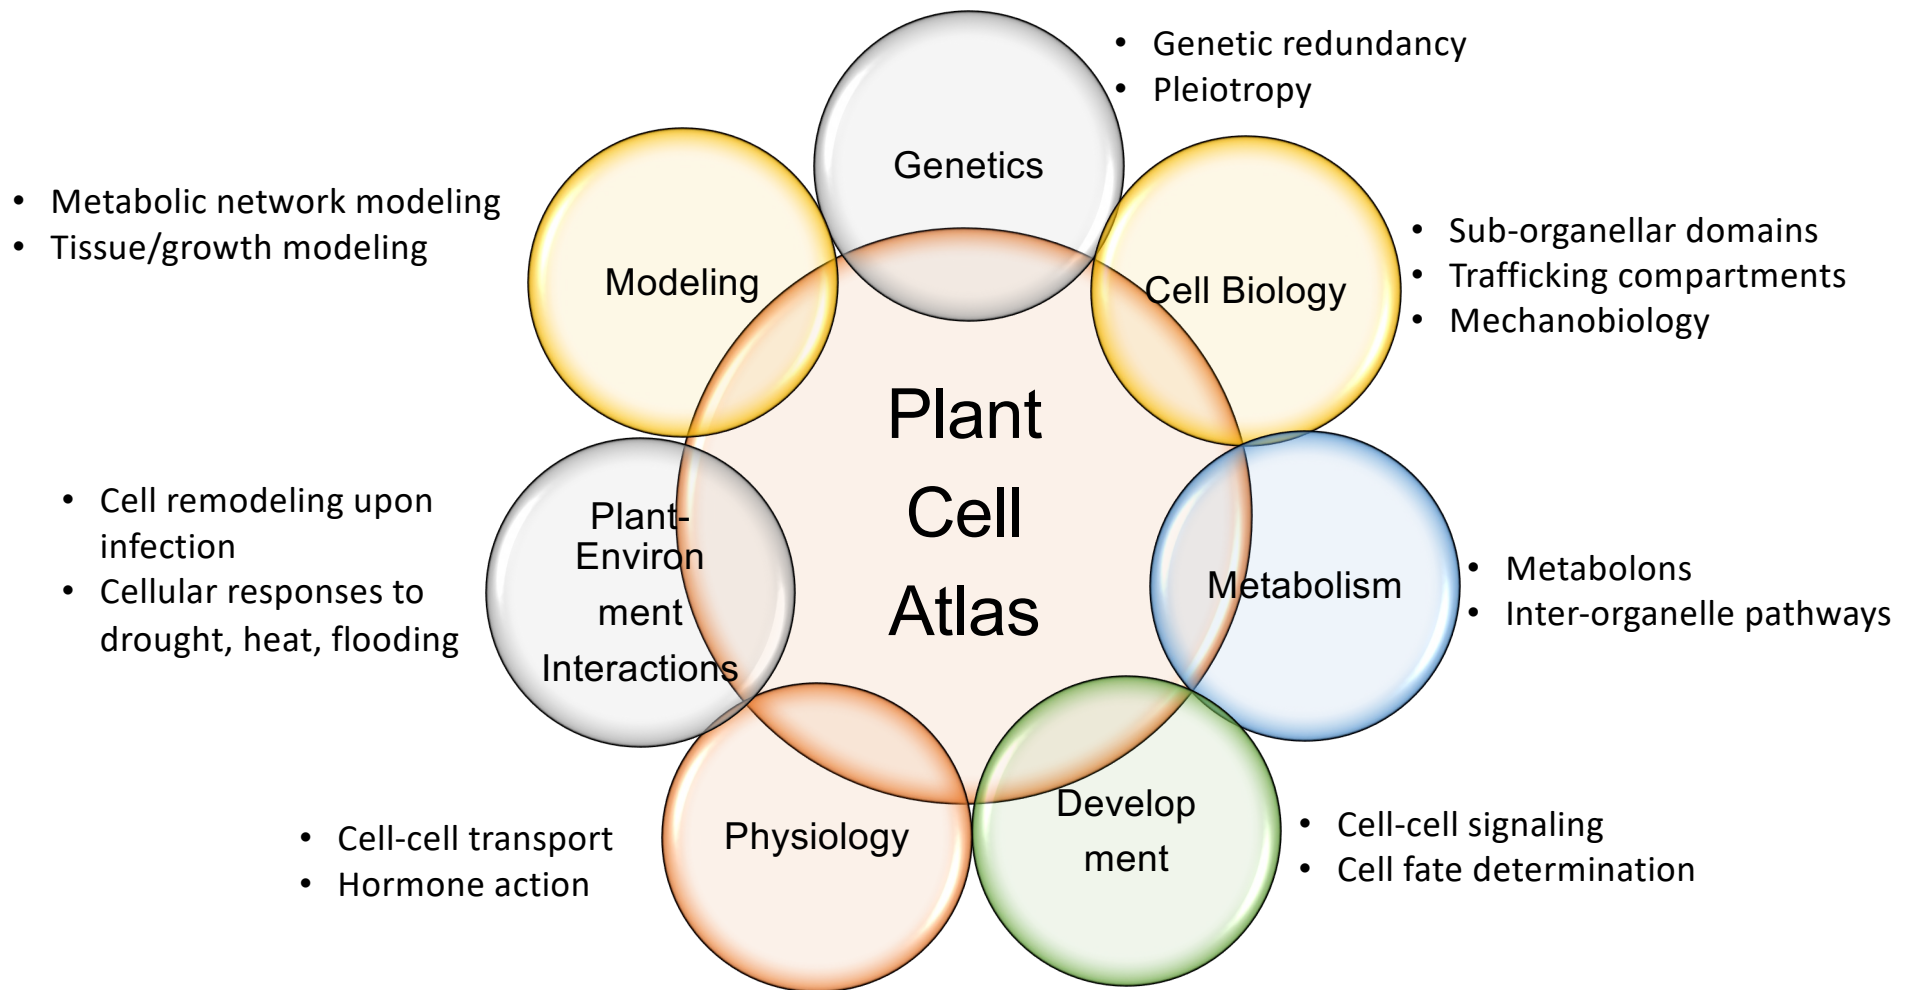 • Genetic redundancy
• Pleiotropy
Genetics
• Metabolic network modeling
• Tissue/growth modeling
Modeling
Cell Biology
• Sub-organellar domains
• Trafficking compartments
• Mechanobiology
Plant
Cell
Atlas
• Cell remodeling upon
infection
• Cellular responses to
drought, heat, flooding
Plant-
Environ
ment
Interactions
Metabolism
• Metabolons
• Inter-organelle pathways
• Cell-cell transport
• Hormone action
Physiology
Develop
ment
• Cell-cell signaling
• Cell fate determination